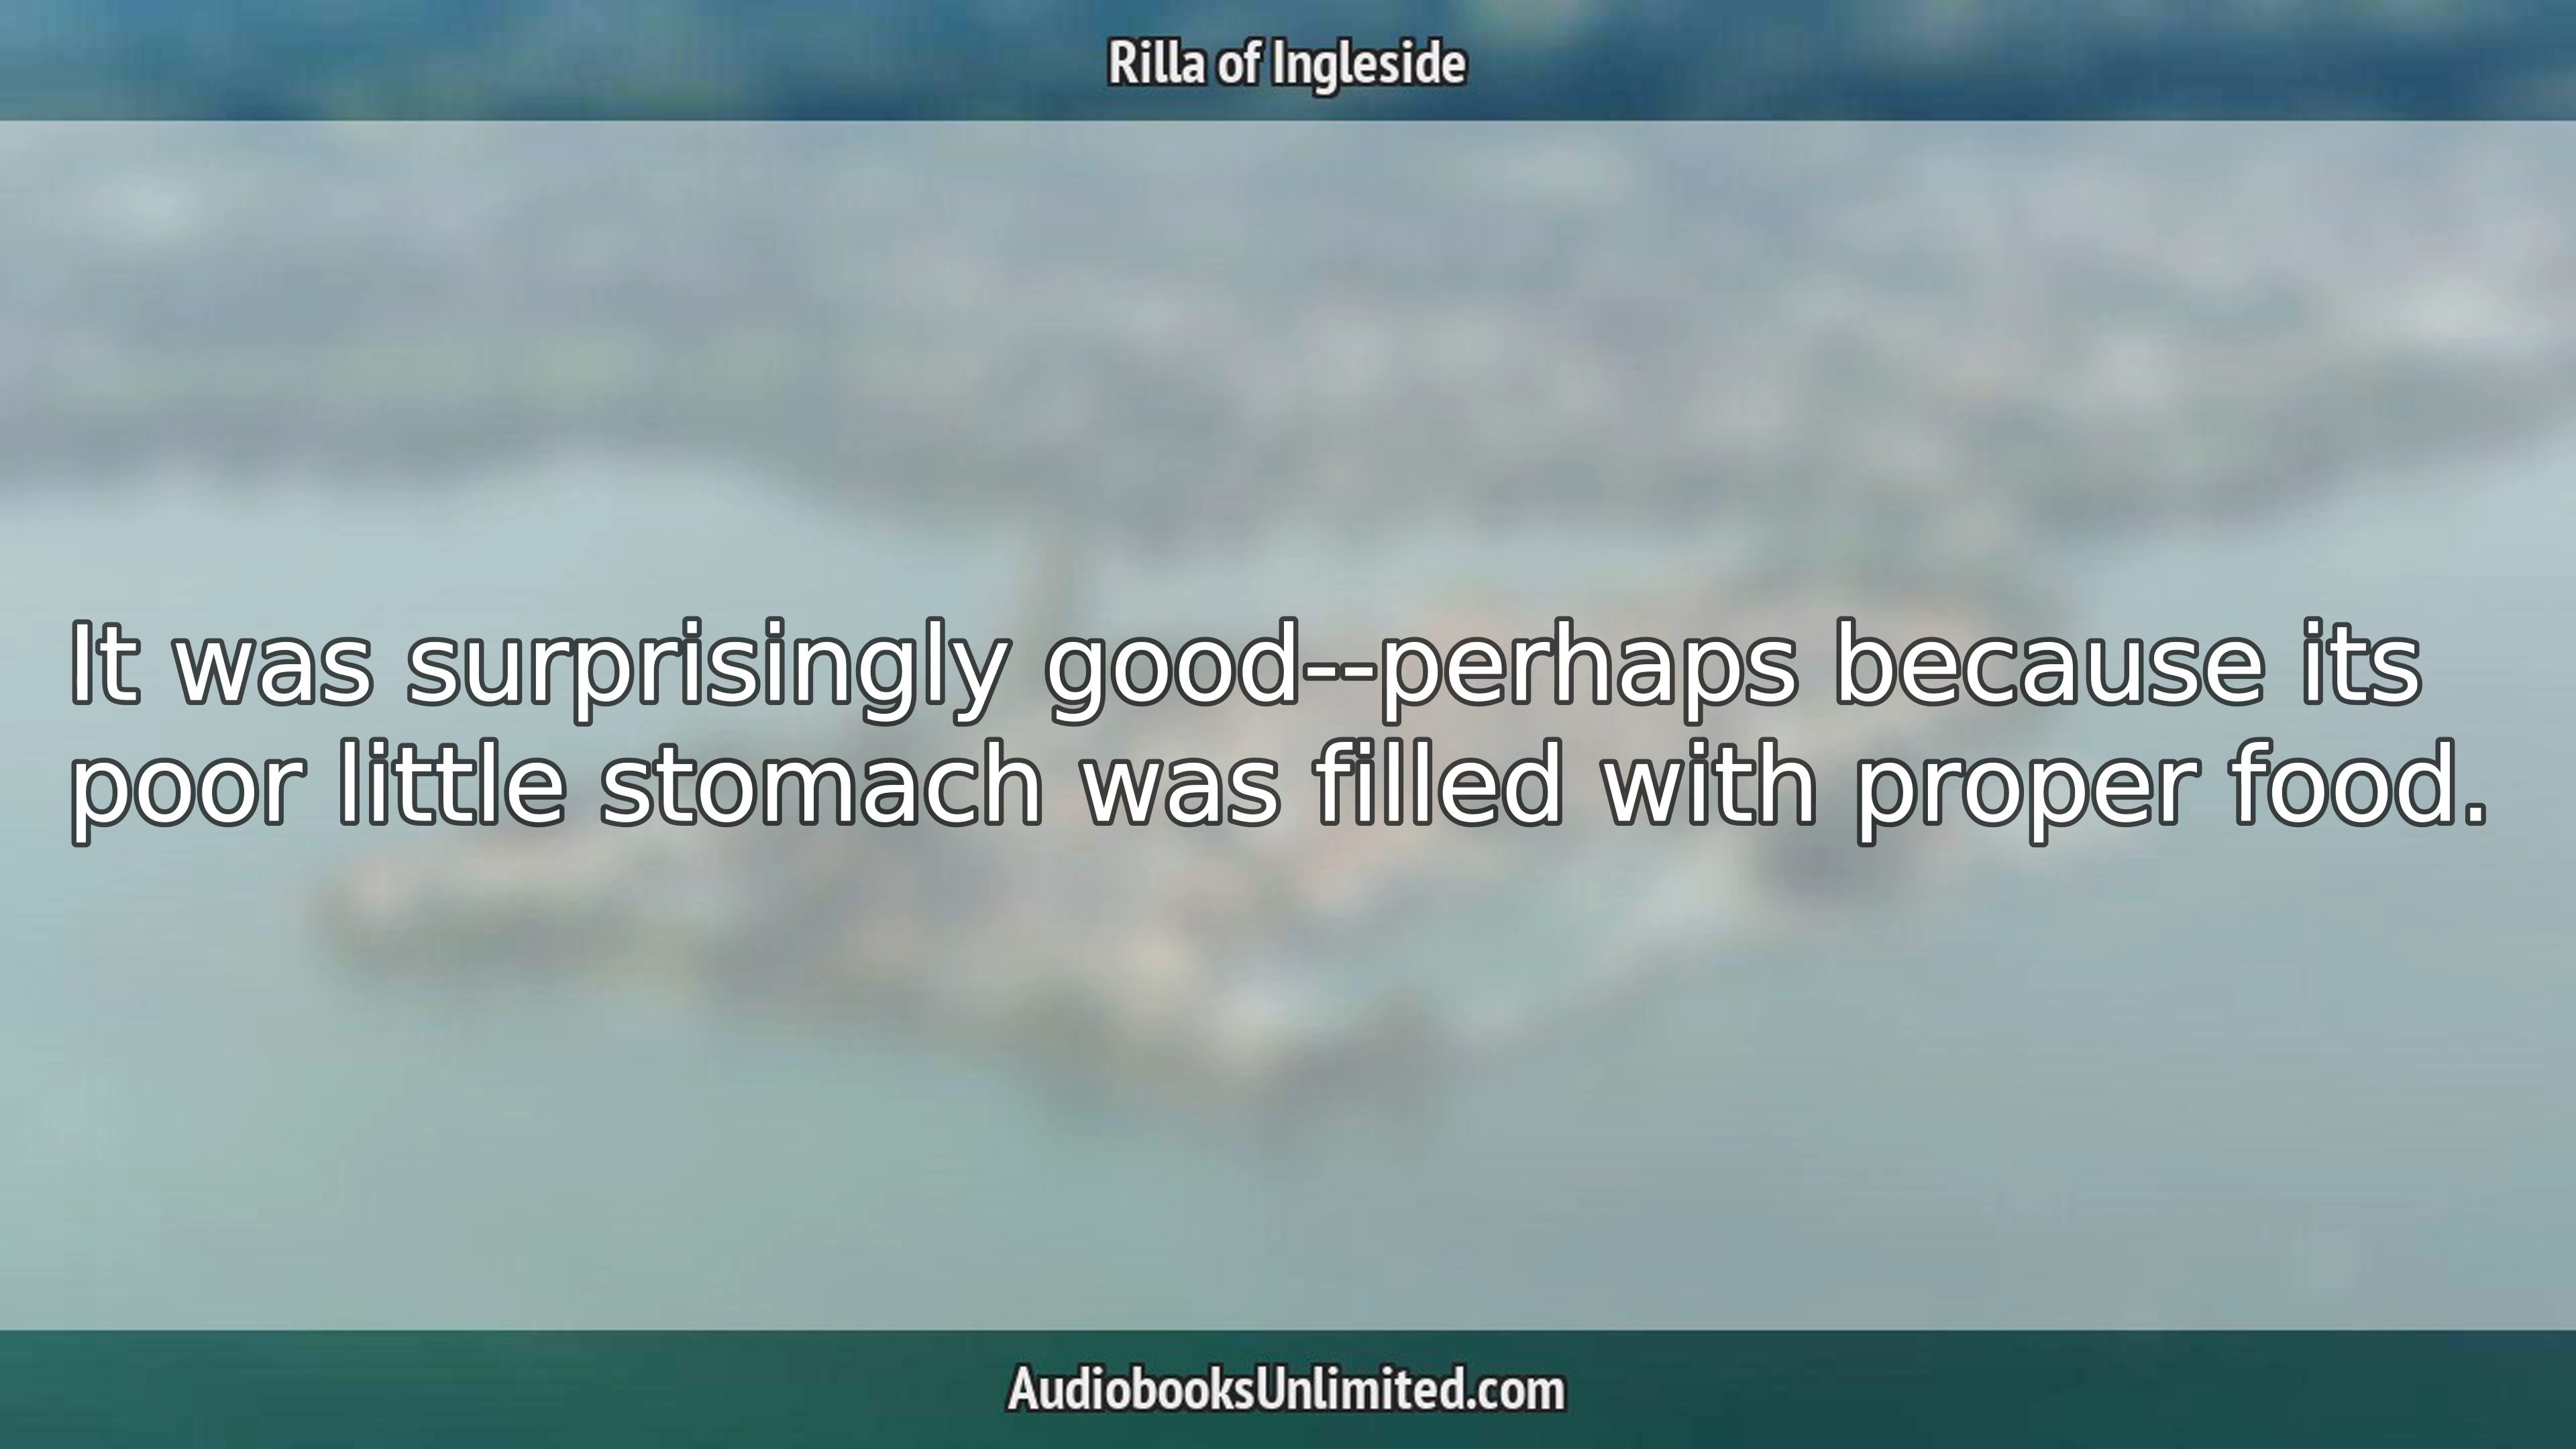 Rilla of Ingleside
It was surprisingly good--perhaps because its
poor little stomach was filled with proper food.
AudiobooksUnlimited.com